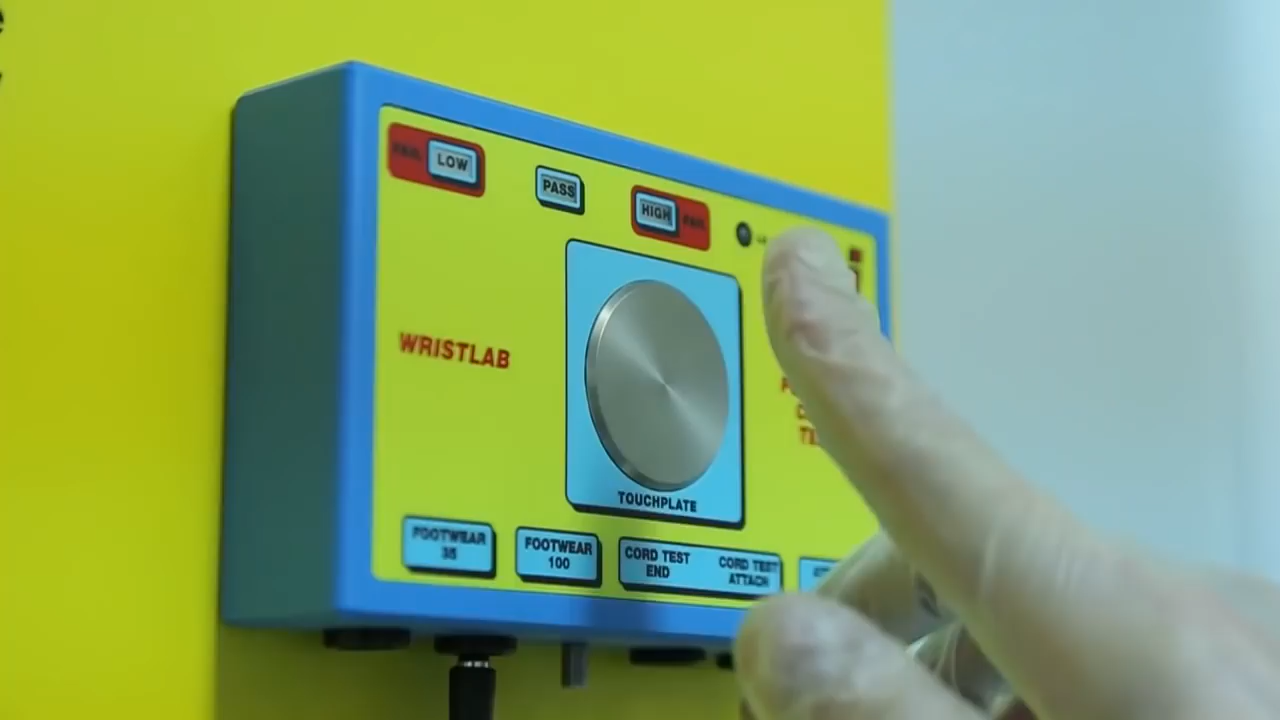 FAIL LOW
PASS
HIGH FAIL
WRISTLAB
TOUCHPLATE
FOOTWEAR
35
FOOTWEAR
100
CORD TEST
END
CORD TEST
ATTACH